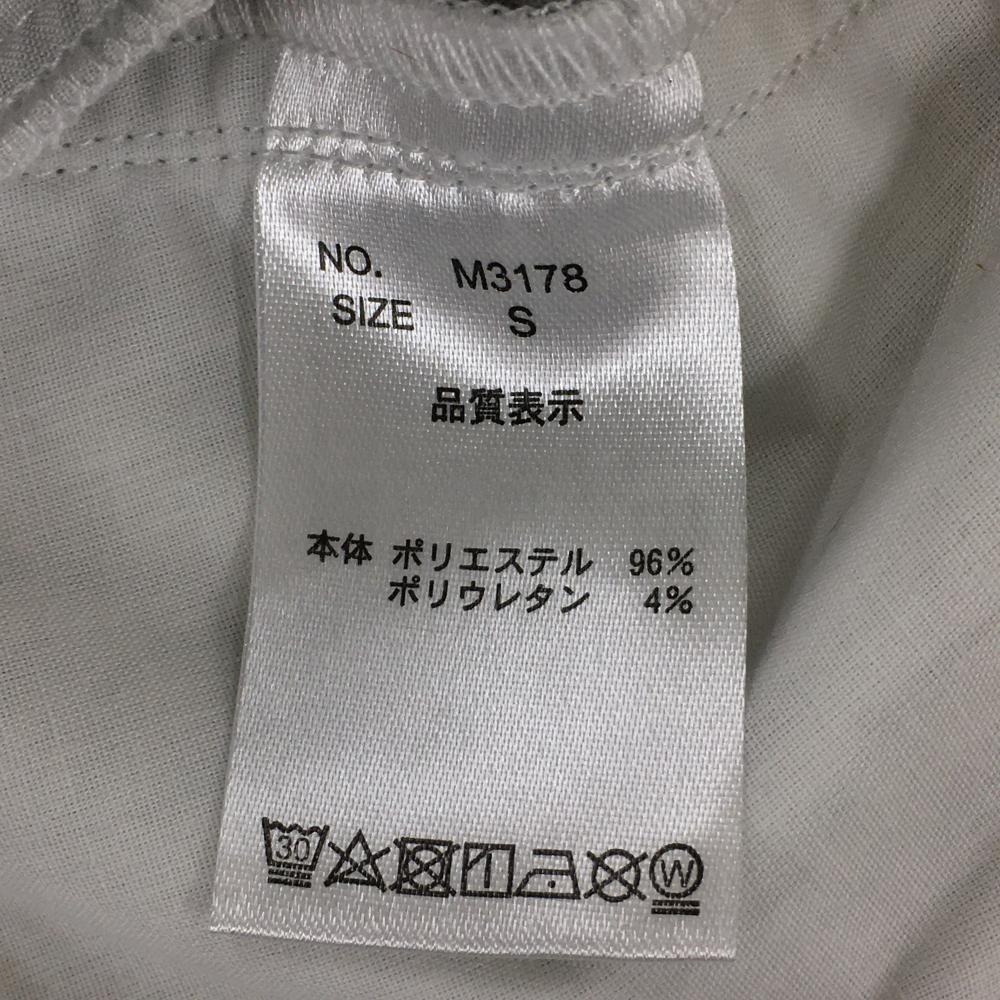 NO. M3178
SIZE S
品質表示
本体 ポリエステル 96%
ポリウレタン 4%
30 W